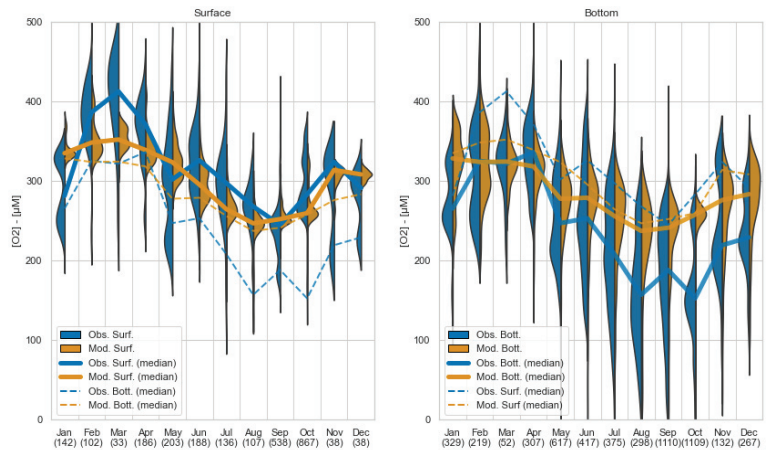 Surface
500
400
300
200
100
0
[O2] - [µM]
Obs. Surf.
Mod. Surf.
Obs. Surf. (median)
Mod. Surf. (median)
Obs. Bott. (median)
Mod. Bott. (median)
Jan Feb Mar Apr May Jun Jul Aug Sep Oct Nov Dec
(142) (102) (33) (186) (203) (188) (136) (107) (538) (867) (38) (38)
Bottom
500
400
300
200
100
0
[O2] - [µM]
Obs. Bott.
Mod. Bott.
Obs. Bott. (median)
Mod. Bott. (median)
Obs. Surf (median)
Mod. Surf (median)
Jan Feb Mar Apr May Jun Jul Aug Sep Oct Nov Dec
(329) (219) (52) (307) (617) (417) (375) (298) (1110) (1109) (132) (267)